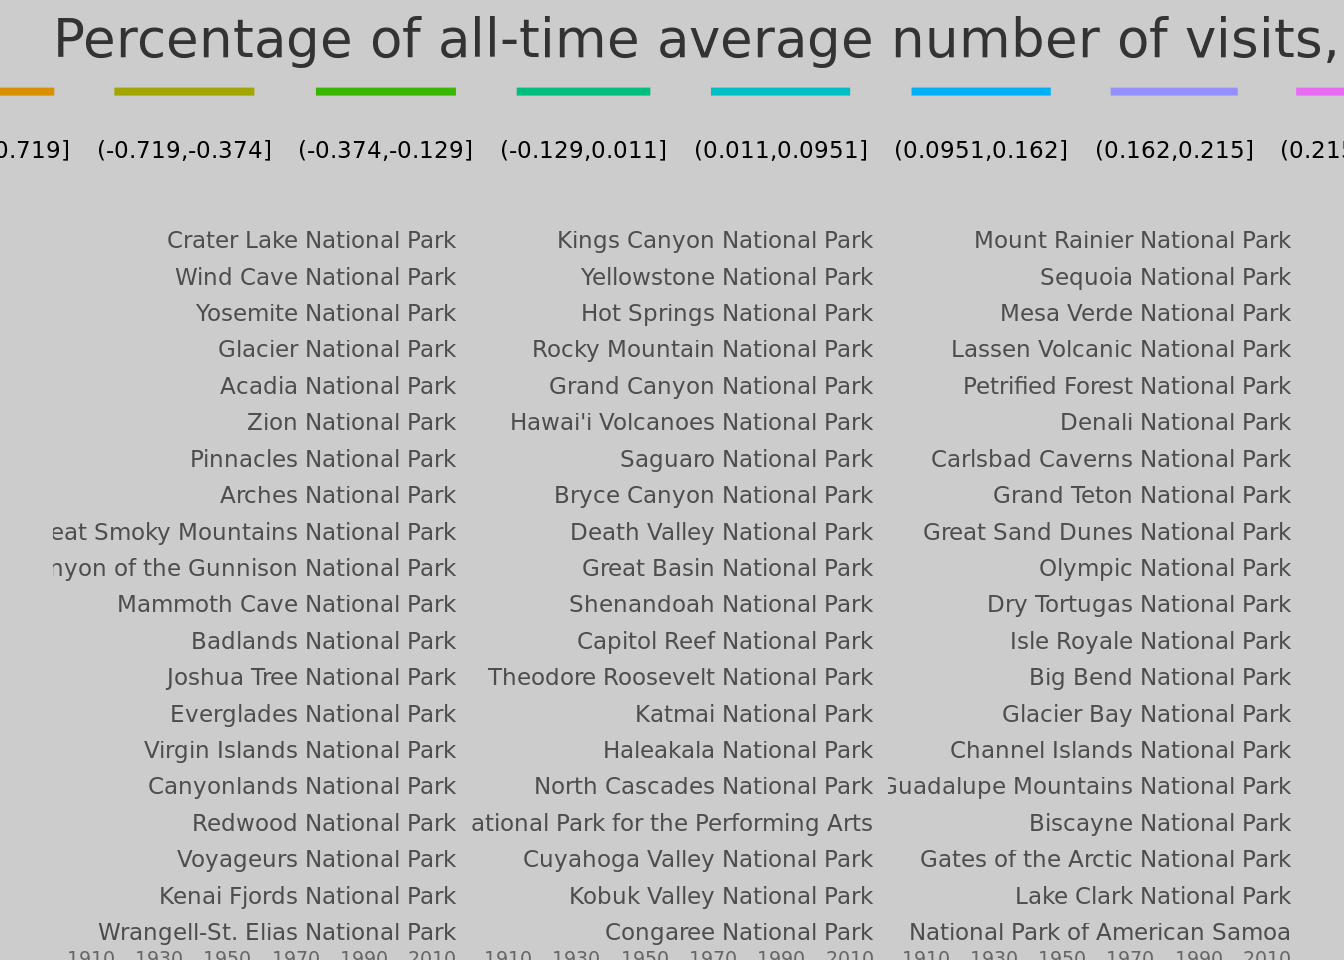 Percentage of all-time average number of visits,
0.719] (-0.719,-0.374] (-0.374,-0.129] (-0.129,0.011] (0.011,0.0951] (0.0951,0.162] (0.162,0.215] (0.215
Crater Lake National Park Kings Canyon National Park Mount Rainier National Park
Wind Cave National Park Yellowstone National Park Sequoia National Park
Yosemite National Park Hot Springs National Park Mesa Verde National Park
Glacier National Park Rocky Mountain National Park Lassen Volcanic National Park
Acadia National Park Grand Canyon National Park Petrified Forest National Park
Zion National Park Hawai'i Volcanoes National Park Denali National Park
Pinnacles National Park Saguaro National Park Carlsbad Caverns National Park
Arches National Park Bryce Canyon National Park Grand Teton National Park
eat Smoky Mountains National Park Death Valley National Park Great Sand Dunes National Park
nyon of the Gunnison National Park Great Basin National Park Olympic National Park
Mammoth Cave National Park Shenandoah National Park Dry Tortugas National Park
Badlands National Park Capitol Reef National Park Isle Royale National Park
Joshua Tree National Park Theodore Roosevelt National Park Big Bend National Park
Everglades National Park Katmai National Park Glacier Bay National Park
Virgin Islands National Park Haleakala National Park Channel Islands National Park
Canyonlands National Park North Cascades National Park Guadalupe Mountains National Park
Redwood National Park ational Park for the Performing Arts Biscayne National Park
Voyageurs National Park Cuyahoga Valley National Park Gates of the Arctic National Park
Kenai Fjords National Park Kobuk Valley National Park Lake Clark National Park
Wrangell-St. Elias National Park Congaree National Park National Park of American Samoa
1910 1930 1950 1970 1990 2010 1910 1930 1950 1970 1990 2010 1910 1930 1950 1970 1990 2010